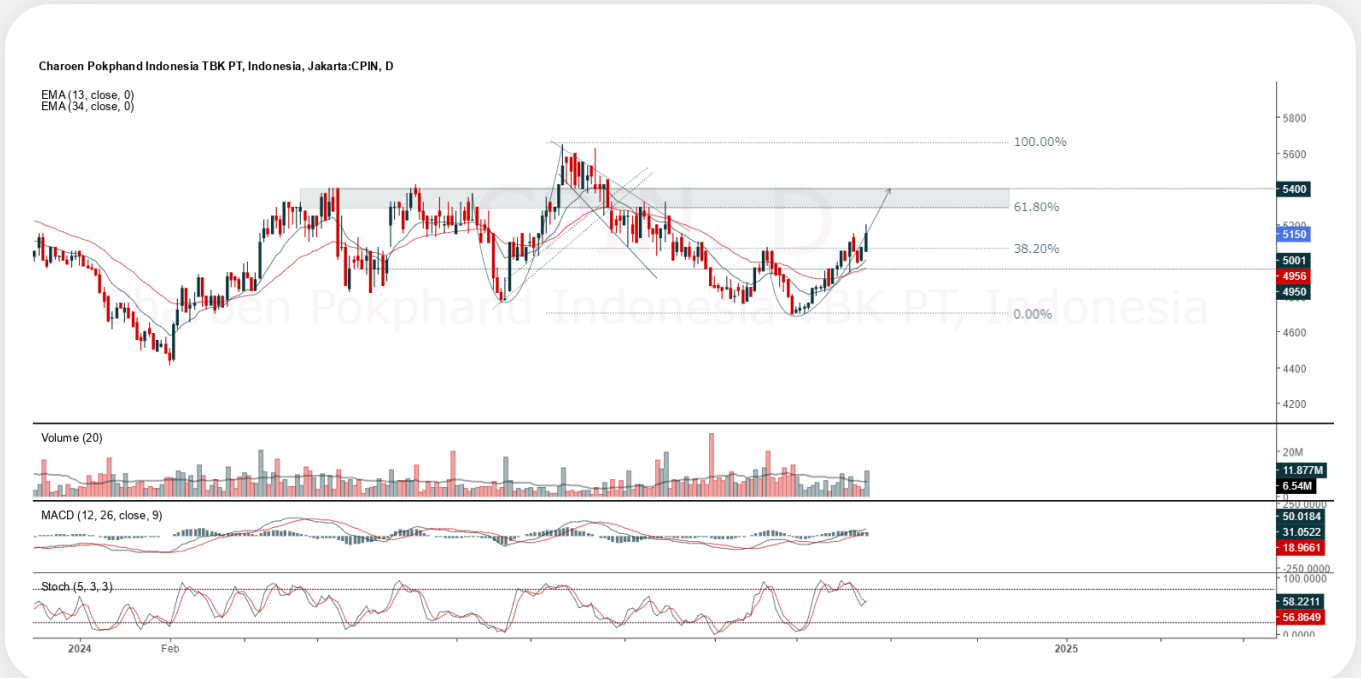 Charoen Pokphand Indonesia TBK PT, Indonesia, Jakarta:CPIN, D
EMA (13, close, 0)
EMA (34, close, 0)
CPIN, D
Charoen Pokphand Indonesia TBK PT, Indonesia
5800
100.00%
5600
5400
61.80%
5200
5150
38.20%
5001
4956
4950
0.00%
4600
4400
4200
Volume (20)
20M
11.877M
6.54M
0
MACD (12, 26, close, 9)
250.0000
50.0184
31.0522
18.9661
-250.0000
Stoch (5, 3, 3)
100.0000
58.2211
56.8649
0.0000
2024
Feb
2025